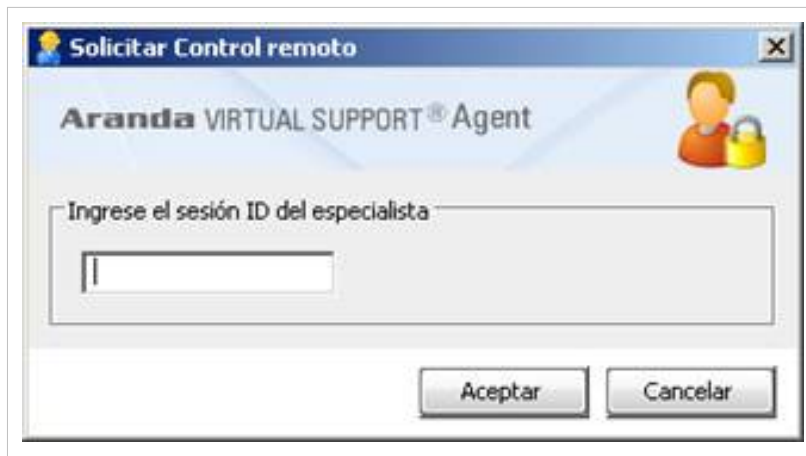 Solicitar Control remoto
Aranda VIRTUAL SUPPORT® Agent
Ingrese el sesión ID del especialista
Aceptar
Cancelar